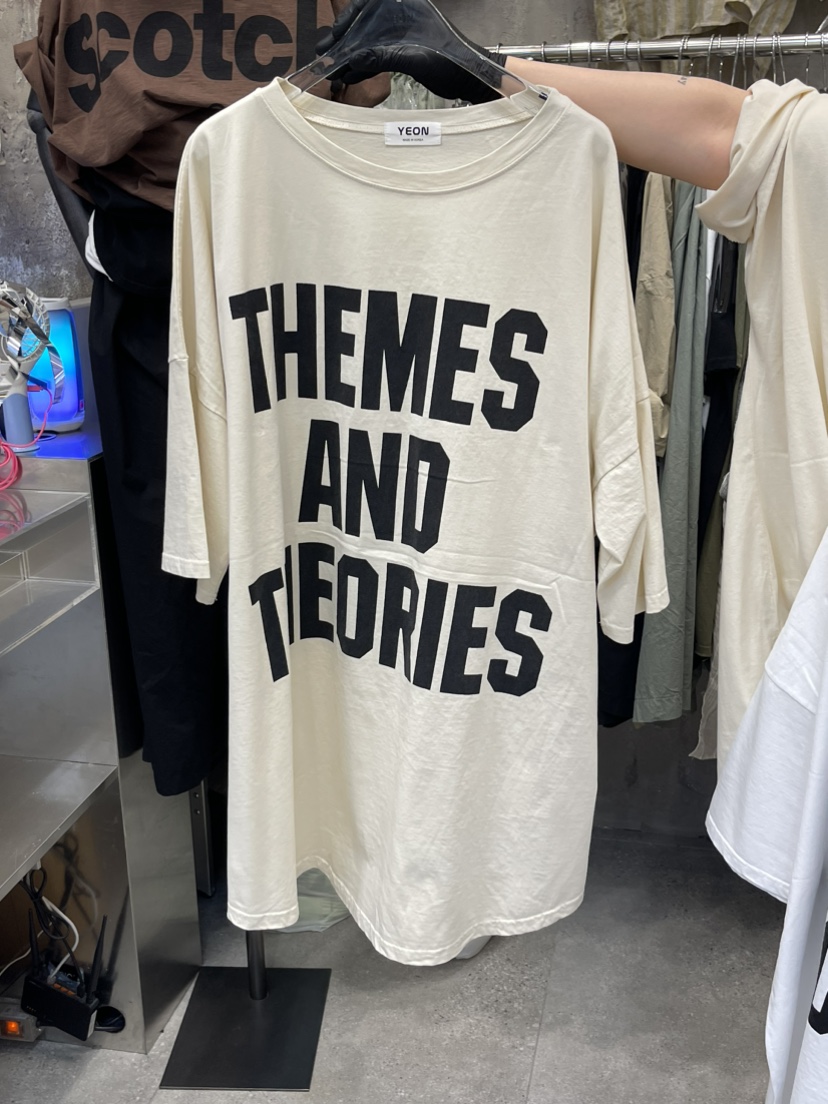 scotch
YEON
THEMES
AND
THEORIES